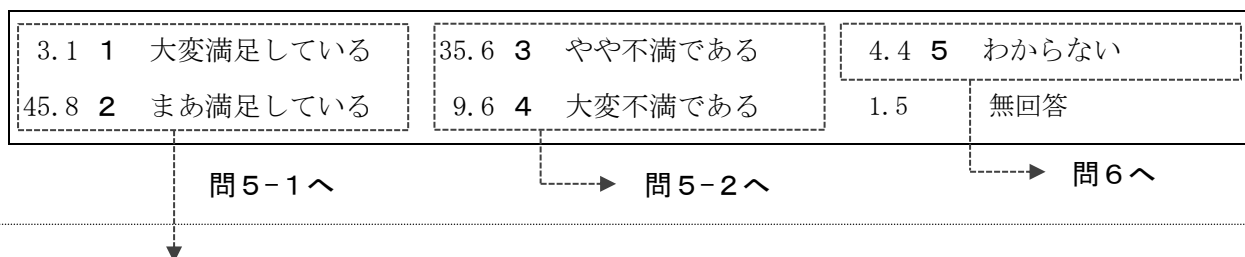 3.1 1 大変満足している 35.6 3 やや不満である 4.4 5 わからない
45.8 2 まあ満足している 9.6 4 大変不満である 1.5 無回答
問5-1へ 問5-2へ 問6へ